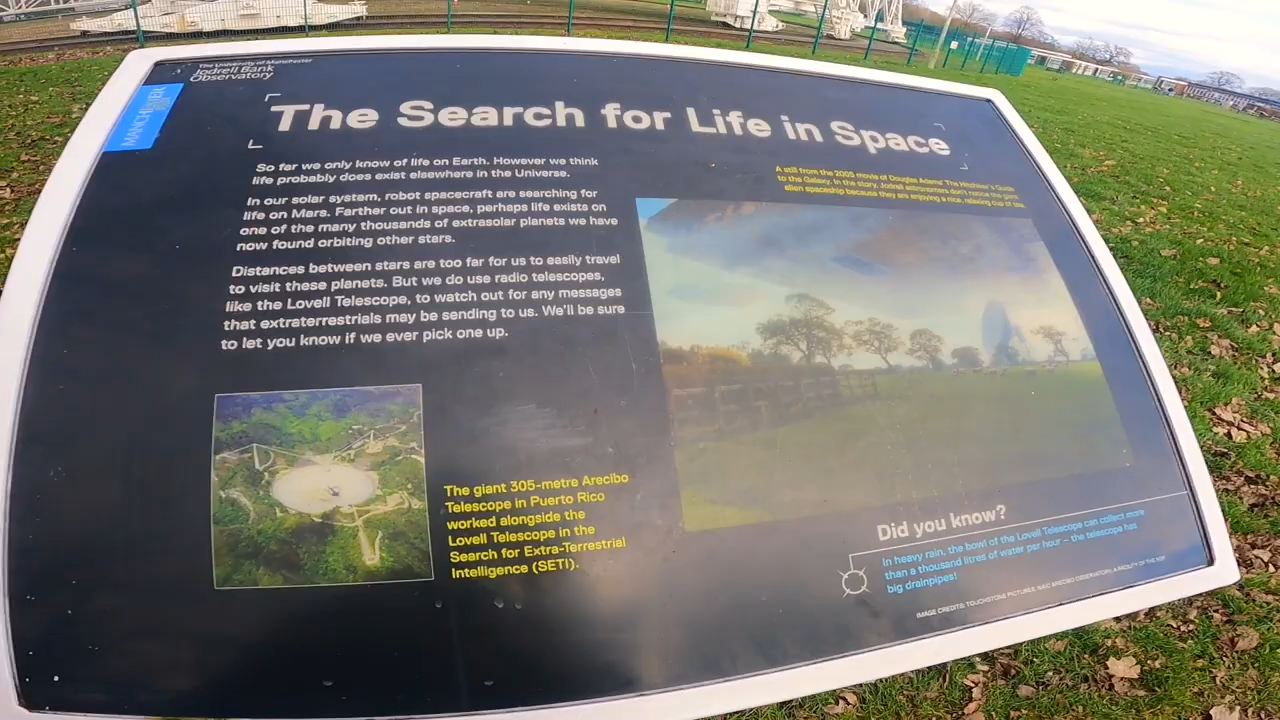 The University of Manchester
Jodrell Bank
Observatory
MANCHESTER
The Search for Life in Space
So far we only know of life on Earth. However we think
life probably does exist elsewhere in the Universe.
In our solar system, robot spacecraft are searching for
life on Mars. Farther out in space, perhaps life exists on
one of the many thousands of extrasolar planets we have
now found orbiting other stars.
Distances between stars are too far for us to easily travel
to visit these planets. But we do use radio telescopes,
like the Lovell Telescope, to watch out for any messages
that extraterrestrials may be sending to us. We'll be sure
to let you know if we ever pick one up.
A still from the 2005 movie of Douglas Adams' The Hitchhiker's Guide
to the Galaxy. In the story, Jodrell astronomers don't notice the giant
alien spaceship because they are enjoying a nice, relaxing cup of tea.
The giant 305-metre Arecibo
Telescope in Puerto Rico
worked alongside the
Lovell Telescope in the
Search for Extra-Terrestrial
Intelligence (SETI).
Did you know?
In heavy rain, the bowl of the Lovell Telescope can collect more
than a thousand litres of water per hour – the telescope has
big drainpipes!
IMAGE CREDITS: TOUCHSTONE PICTURES, NAIC ARECIBO OBSERVATORY, A FACILITY OF THE NSF